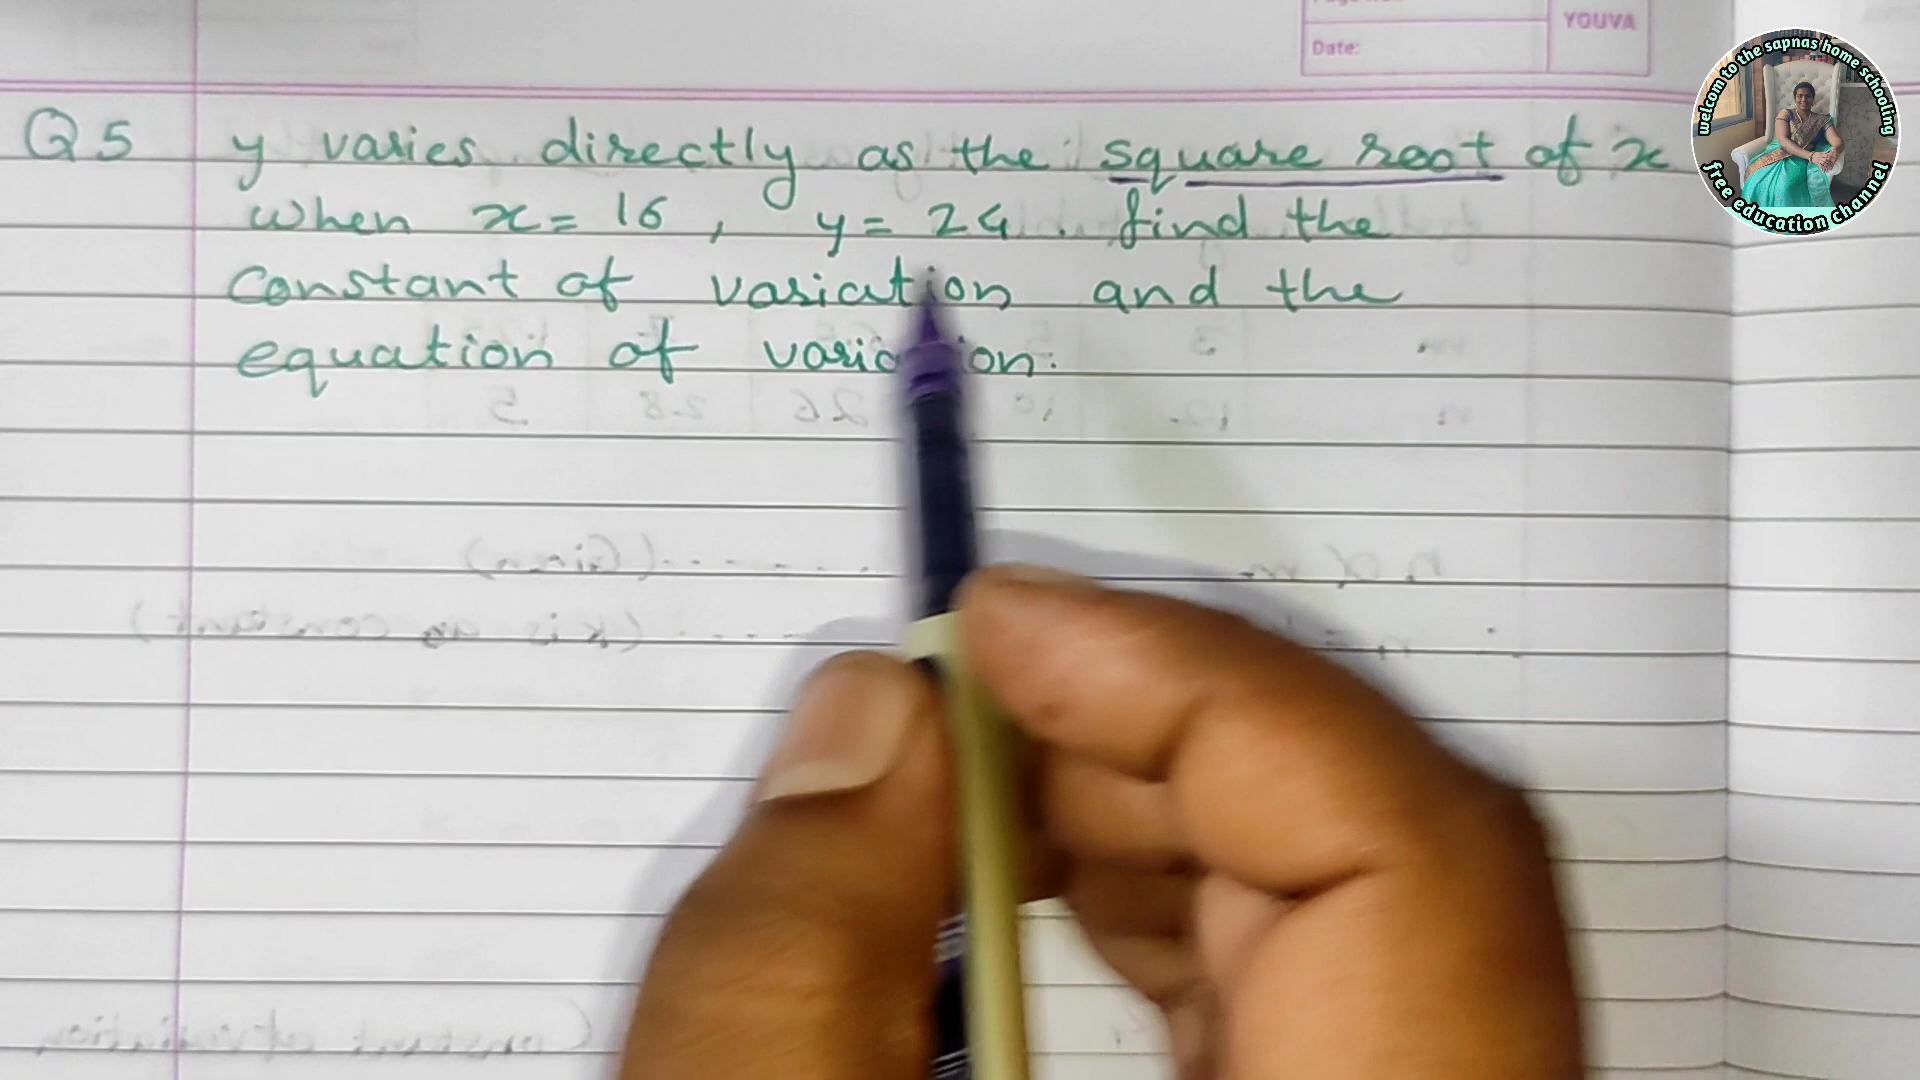 YOUVA
Date:
welcom to the sapnas home schooling
free education channel
Q5 y varies directly as the square root of x
when x = 16, y = 24. find the
constant of variation and the
equation of variation.